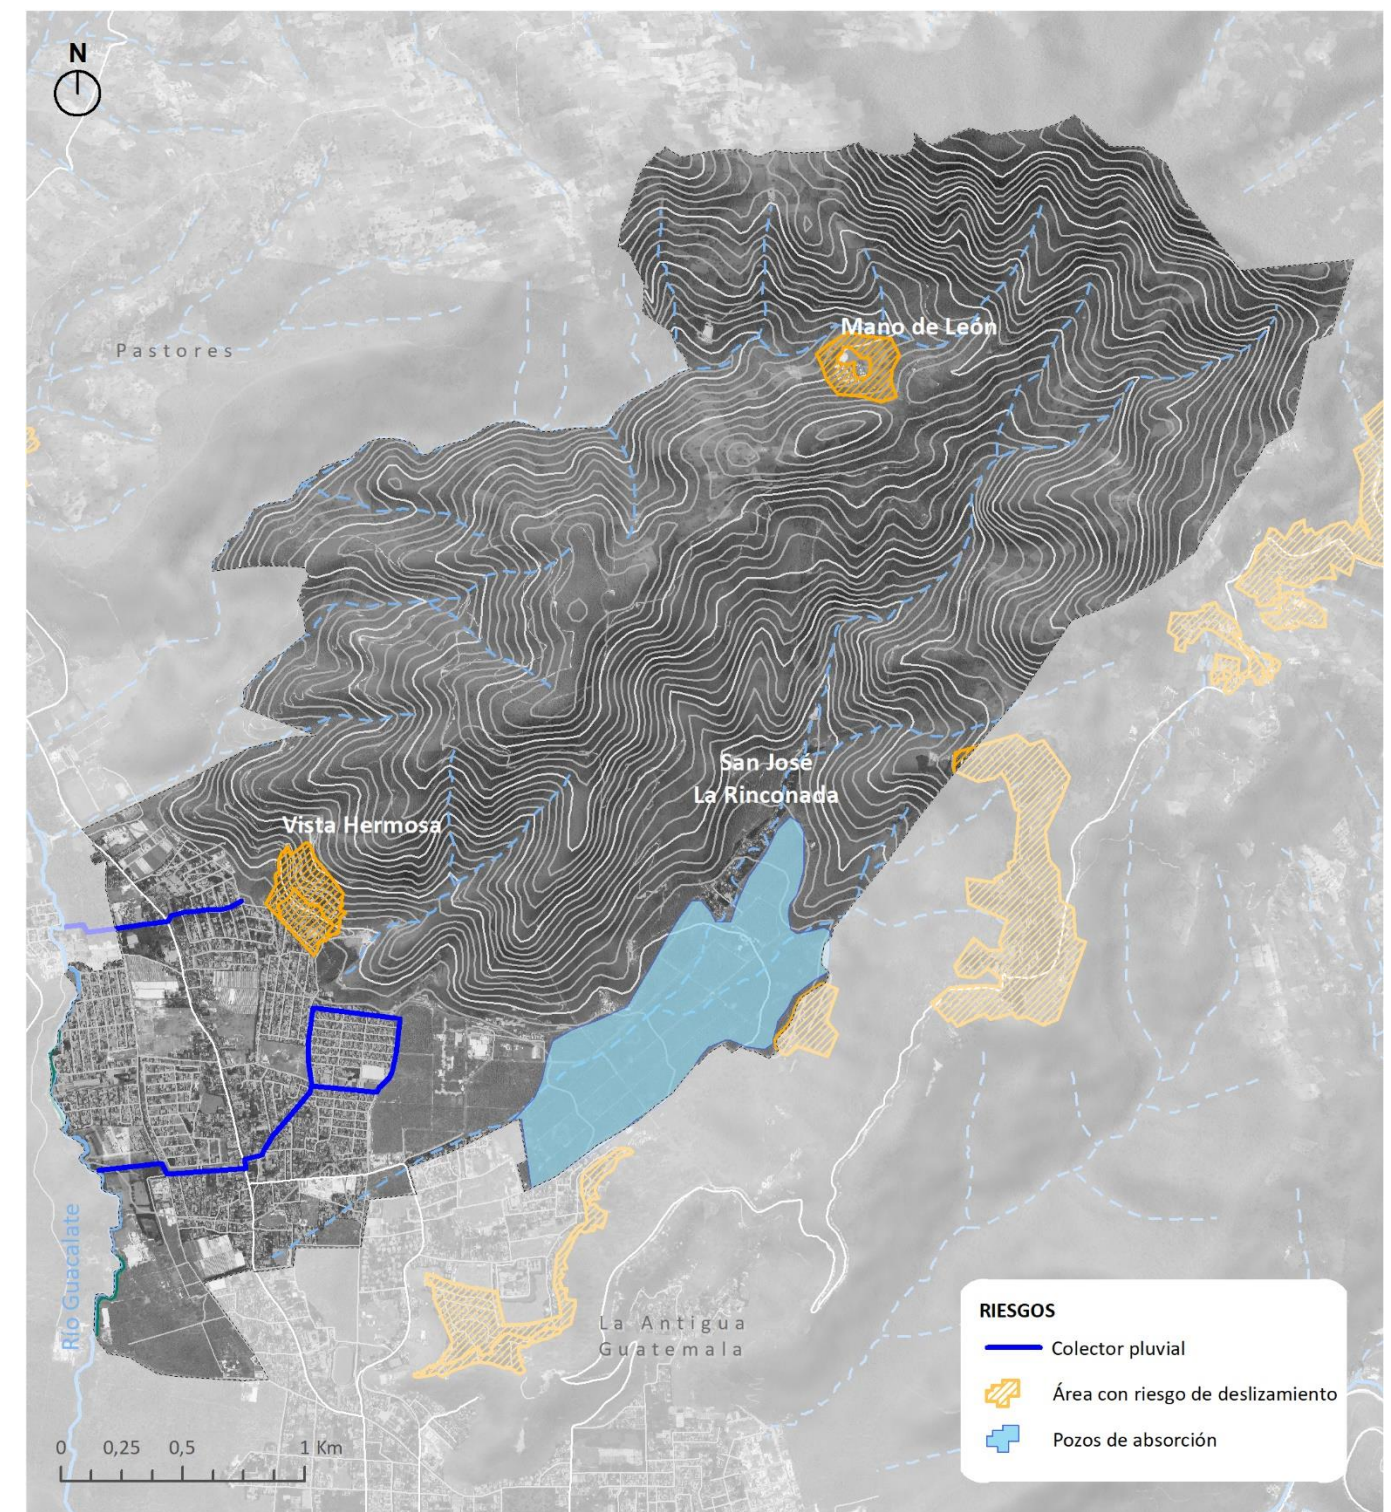 N
Mano de León
Pastores
San José
La Rinconada
Vista Hermosa
Río Guacalate
La Antigua
Guatemala
RIESGOS
Colector pluvial
Área con riesgo de deslizamiento
Pozos de absorción
0 0,25 0,5 1 Km